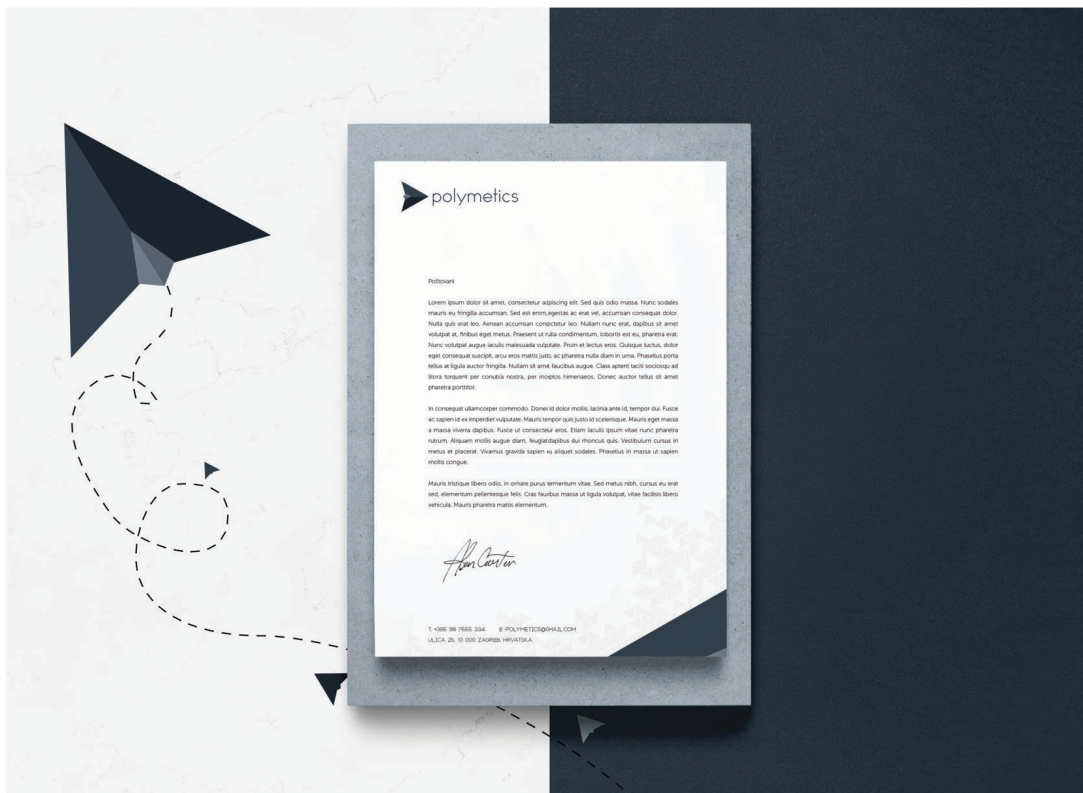 polymetics
Poštovani
Lorem ipsum dolor sit amet, consectetur adipiscing elit. Sed quis odio massa. Nunc sodales
mauris eu fringilla accumsan. Sed est enim, egestas ac erat vel, accumsan consequat dolor.
Nulla quis erat leo. Aenean accumsan consectetur leo. Nullam nunc erat, dapibus sit amet
volutpat at, finibus eget metus. Praesent ut rulla condimentum, lobortis est eu, pharetra erat.
Nunc volutpat augue iaculis malesuada vulputate. Proin et lectus eros. Quisque luctus, dolor
eget consequat suscipit, arcu eros mattis justo, ac pharetra nulla diam in urna. Phasellus porta
tellus at ligula auctor fringilla. Nullam sit amet faucibus augue. Class aptent taciti sociosqu ad
litora torquent per conubia nostra, per inceptos himenaeos. Donec auctor tellus sit amet
pharetra porttitor.
In consequat ullamcorper commodo. Donec id dolor mollis, lacinia ante id, tempor dui. Fusce
ac sapien id ex imperdiet vulputate. Mauris tempor quis justo id scelerisque. Mauris eget massa
a massa viverra dapibus. Fusce ut consectetur eros. Etiam iaculis ipsum vitae nunc pharetra
rutrum. Aliquam mollis augue diam, feugiat dapibus dui rhoncus quis. Vestibulum cursus in
metus et placerat. Vivamus gravida sapien eu aliquet sodales. Phasellus in massa ut sapien
mollis congue.
Mauris tristique libero odio, in ornare purus fermentum vitae. Sed metus nibh, cursus eu erat
sed, elementum pellentesque felis. Cras faucibus massa ut ligula volutpat, vitae facilisis libero
vehicula. Mauris pharetra mattis elementum.
T: +385 98 7555 234 E: POLYMETICS@XMAIL.COM
ULICA 25, 10 000 ZAGREB, HRVATSKA